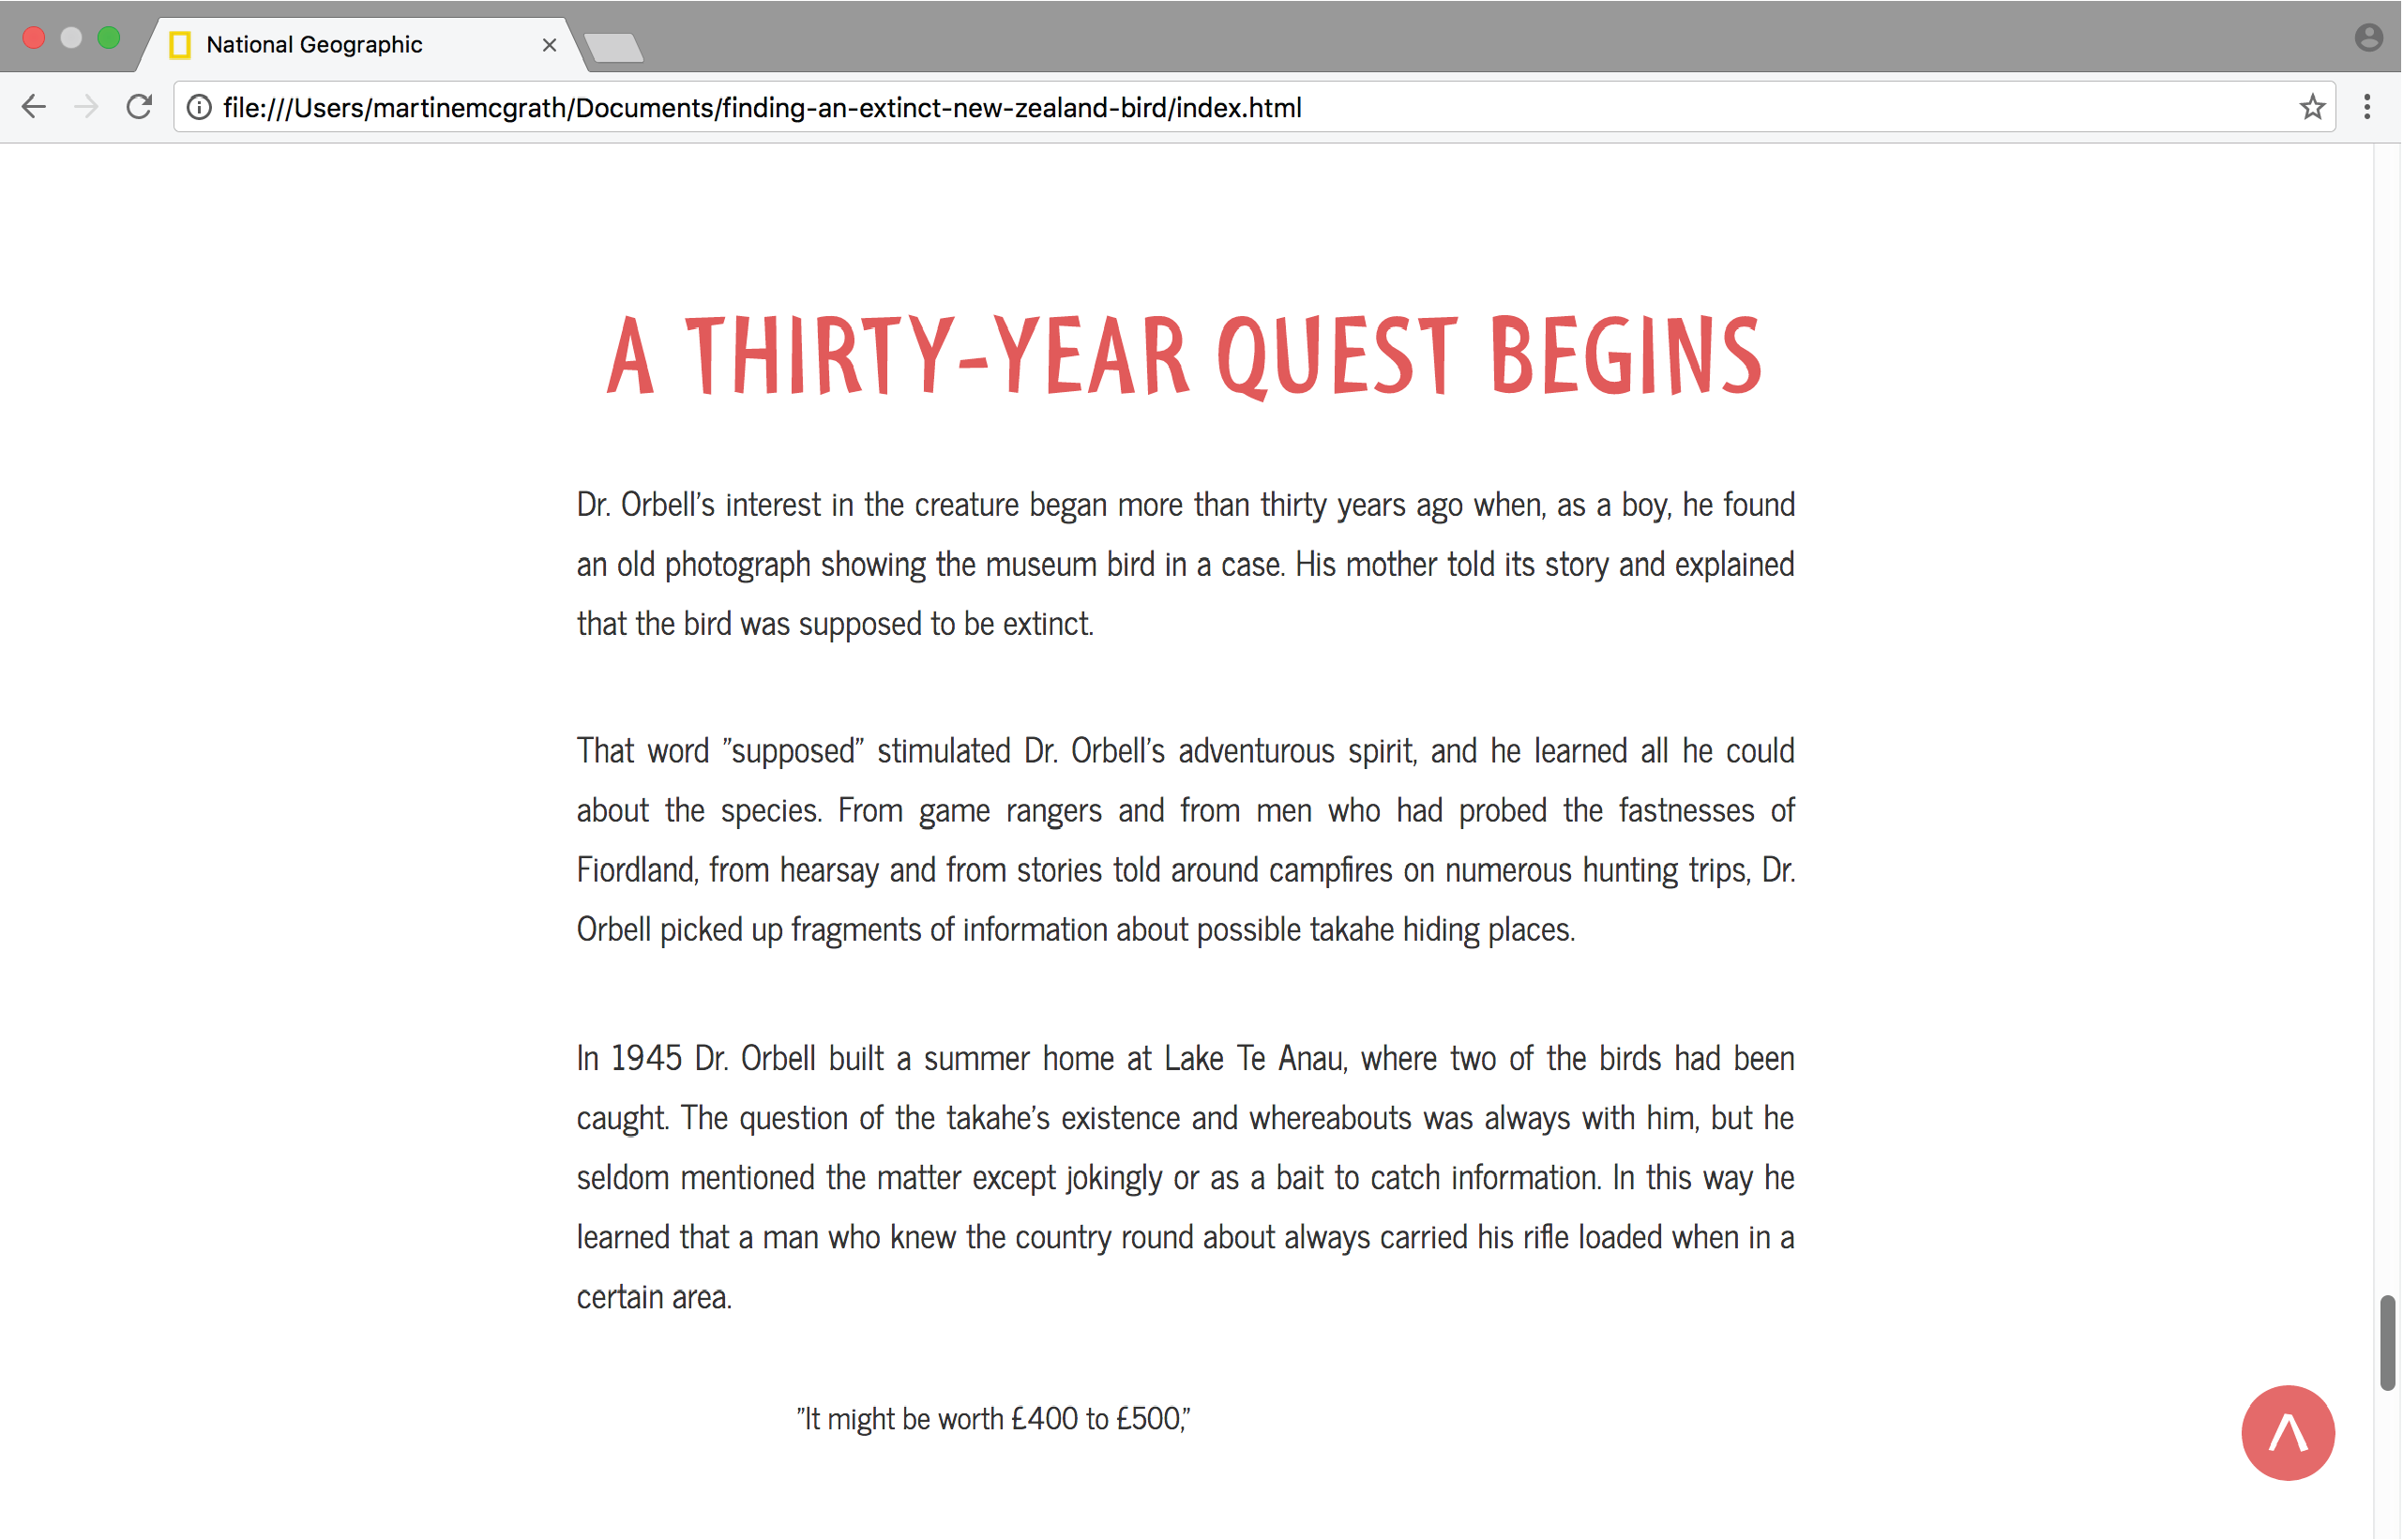 National Geographic
file:///Users/martinemcgrath/Documents/finding-an-extinct-new-zealand-bird/index.html
A THIRTY-YEAR QUEST BEGINS
Dr. Orbell’s interest in the creature began more than thirty years ago when, as a boy, he found
an old photograph showing the museum bird in a case. His mother told its story and explained
that the bird was supposed to be extinct.
That word ”supposed” stimulated Dr. Orbell’s adventurous spirit, and he learned all he could
about the species. From game rangers and from men who had probed the fastnesses of
Fiordland, from hearsay and from stories told around campfires on numerous hunting trips, Dr.
Orbell picked up fragments of information about possible takahe hiding places.
In 1945 Dr. Orbell built a summer home at Lake Te Anau, where two of the birds had been
caught. The question of the takahe’s existence and whereabouts was always with him, but he
seldom mentioned the matter except jokingly or as a bait to catch information. In this way he
learned that a man who knew the country round about always carried his rifle loaded when in a
certain area.
”It might be worth £400 to £500,”